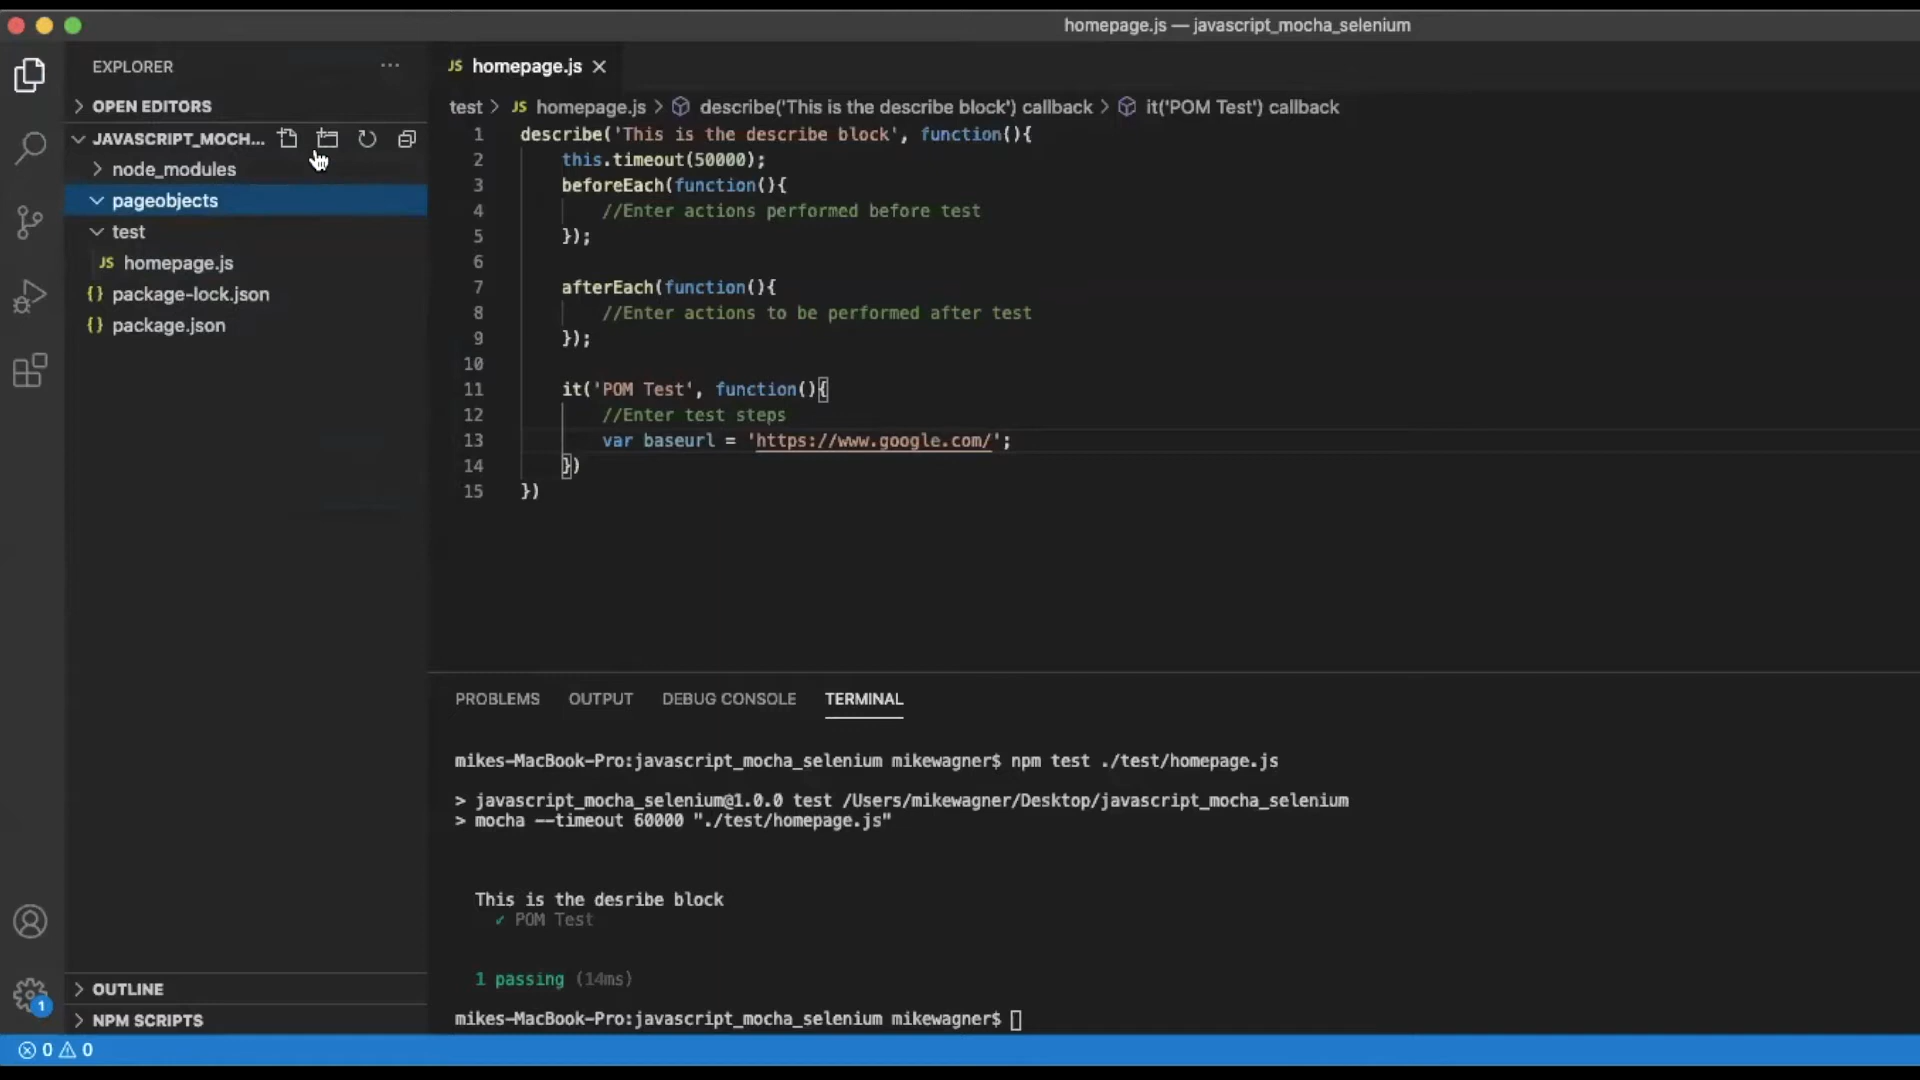 homepage.js — javascript_mocha_selenium
EXPLORER
JS homepage.js
OPEN EDITORS
test > JS homepage.js > describe('This is the describe block') callback > it('POM Test') callback
JAVASCRIPT_MOCH...
node_modules
pageobjects
test
JS homepage.js
{} package-lock.json
{} package.json
1 describe('This is the describe block', function(){
2 this.timeout(50000);
3 beforeEach(function(){
4 //Enter actions performed before test
5 });
6
7 afterEach(function(){
8 //Enter actions to be performed after test
9 });
10
11 it('POM Test', function(){
12 //Enter test steps
13 var baseurl = 'https://www.google.com/';
14 })
15 })
PROBLEMS OUTPUT DEBUG CONSOLE TERMINAL
mikes-MacBook-Pro:javascript_mocha_selenium mikewagner$ npm test ./test/homepage.js
> javascript_mocha_selenium@1.0.0 test /Users/mikewagner/Desktop/javascript_mocha_selenium
> mocha --timeout 60000 "./test/homepage.js"
This is the desribe block
✓ POM Test
1 passing (14ms)
mikes-MacBook-Pro:javascript_mocha_selenium mikewagner$
OUTLINE
NPM SCRIPTS
1
0 0